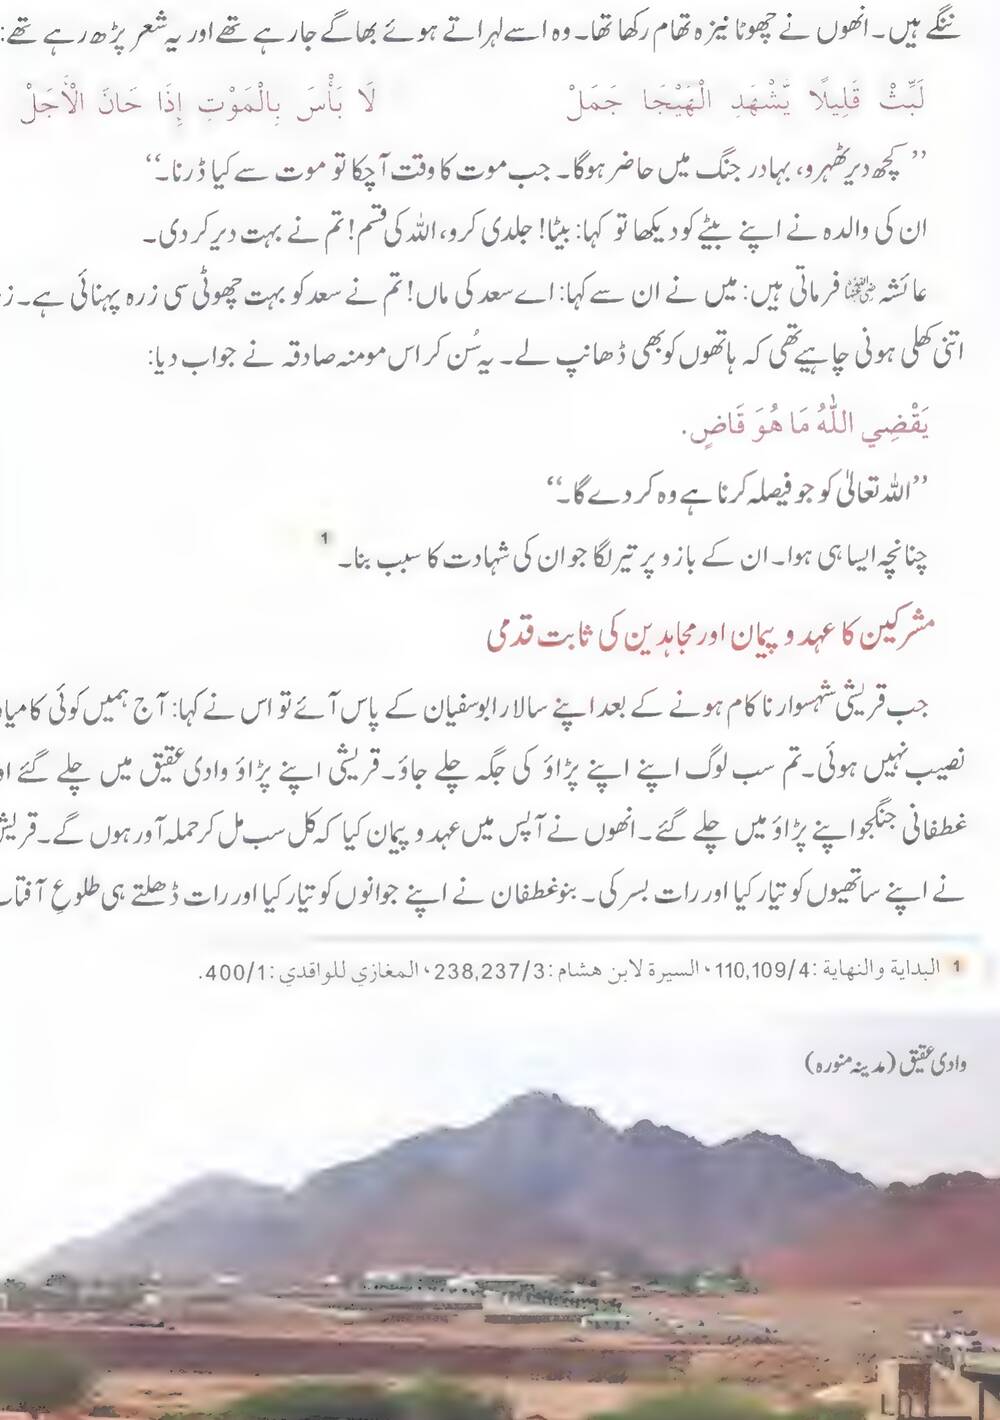 ننگے ہیں۔ انھوں نے چھوٹا نیزہ تھام رکھا تھا۔ وہ اسے لہراتے ہوئے بھاگے جا رہے تھے اور یہ شعر پڑھ رہے تھے:
لَبِّثْ قَلِيلًا يَّشْهَدِ الْهَيْجَا جَمَلْ لَا بَأْسَ بِالْمَوْتِ إِذَا حَانَ الْأَجَلْ
’’کچھ دیر ٹھہرو، بہادر جنگ میں حاضر ہوگا۔ جب موت کا وقت آ چکا تو موت سے کیا ڈرنا۔‘‘
ان کی والدہ نے اپنے بیٹے کو دیکھا تو کہا: بیٹا! جلدی کرو، اللہ کی قسم! تم نے بہت دیر کر دی۔
عائشہ رضی اللہ عنہا فرماتی ہیں: میں نے ان سے کہا: اے سعد کی ماں! تم نے سعد کو بہت چھوٹی سی زرہ پہنائی ہے۔
اتنی کھلی ہونی چاہیے تھی کہ ہاتھوں کو بھی ڈھانپ لے۔ یہ سُن کر اس مومنہ صادقہ نے جواب دیا:
يَقْضِي اللّٰهُ مَا هُوَ قَاضٍ.
’’اللہ تعالیٰ کو جو فیصلہ کرنا ہے وہ کر دے گا۔‘‘
چنانچہ ایسا ہی ہوا۔ ان کے بازو پر تیر لگا جو ان کی شہادت کا سبب بنا۔ 1
مشرکین کا عہد و پیمان اور مجاہدین کی ثابت قدمی
جب قریشی شہسوار ناکام ہونے کے بعد اپنے سالار ابوسفیان کے پاس آئے تو اس نے کہا: آج ہمیں کوئی
نصیب نہیں ہوئی۔ تم سب لوگ اپنے اپنے پڑاؤ کی جگہ چلے جاؤ۔ قریشی اپنے پڑاؤ وادی عقیق میں چلے گئے
غطفانی جنگجو اپنے پڑاؤ میں چلے گئے۔ انھوں نے آپس میں عہد و پیمان کیا کہ کل سب مل کر حملہ آور ہوں گے۔
نے اپنے ساتھیوں کو تیار کیا اور رات بسر کی۔ بنو غطفان نے اپنے جوانوں کو تیار کیا اور رات ڈھلتے ہی طلوعِ
1 البداية والنهاية: 110,109/4، السيرة لابن هشام: 238,237/3، المغازي للواقدي: 400/1.
وادی عقیق (مدینہ منورہ)